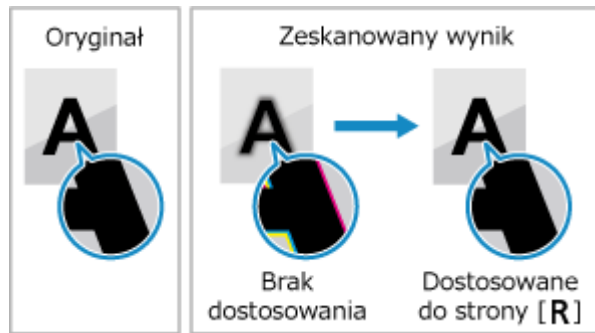 Oryginał
A
Zeskanowany wynik
A
A
Brak
dostosowania
Dostosowane
do strony [R]